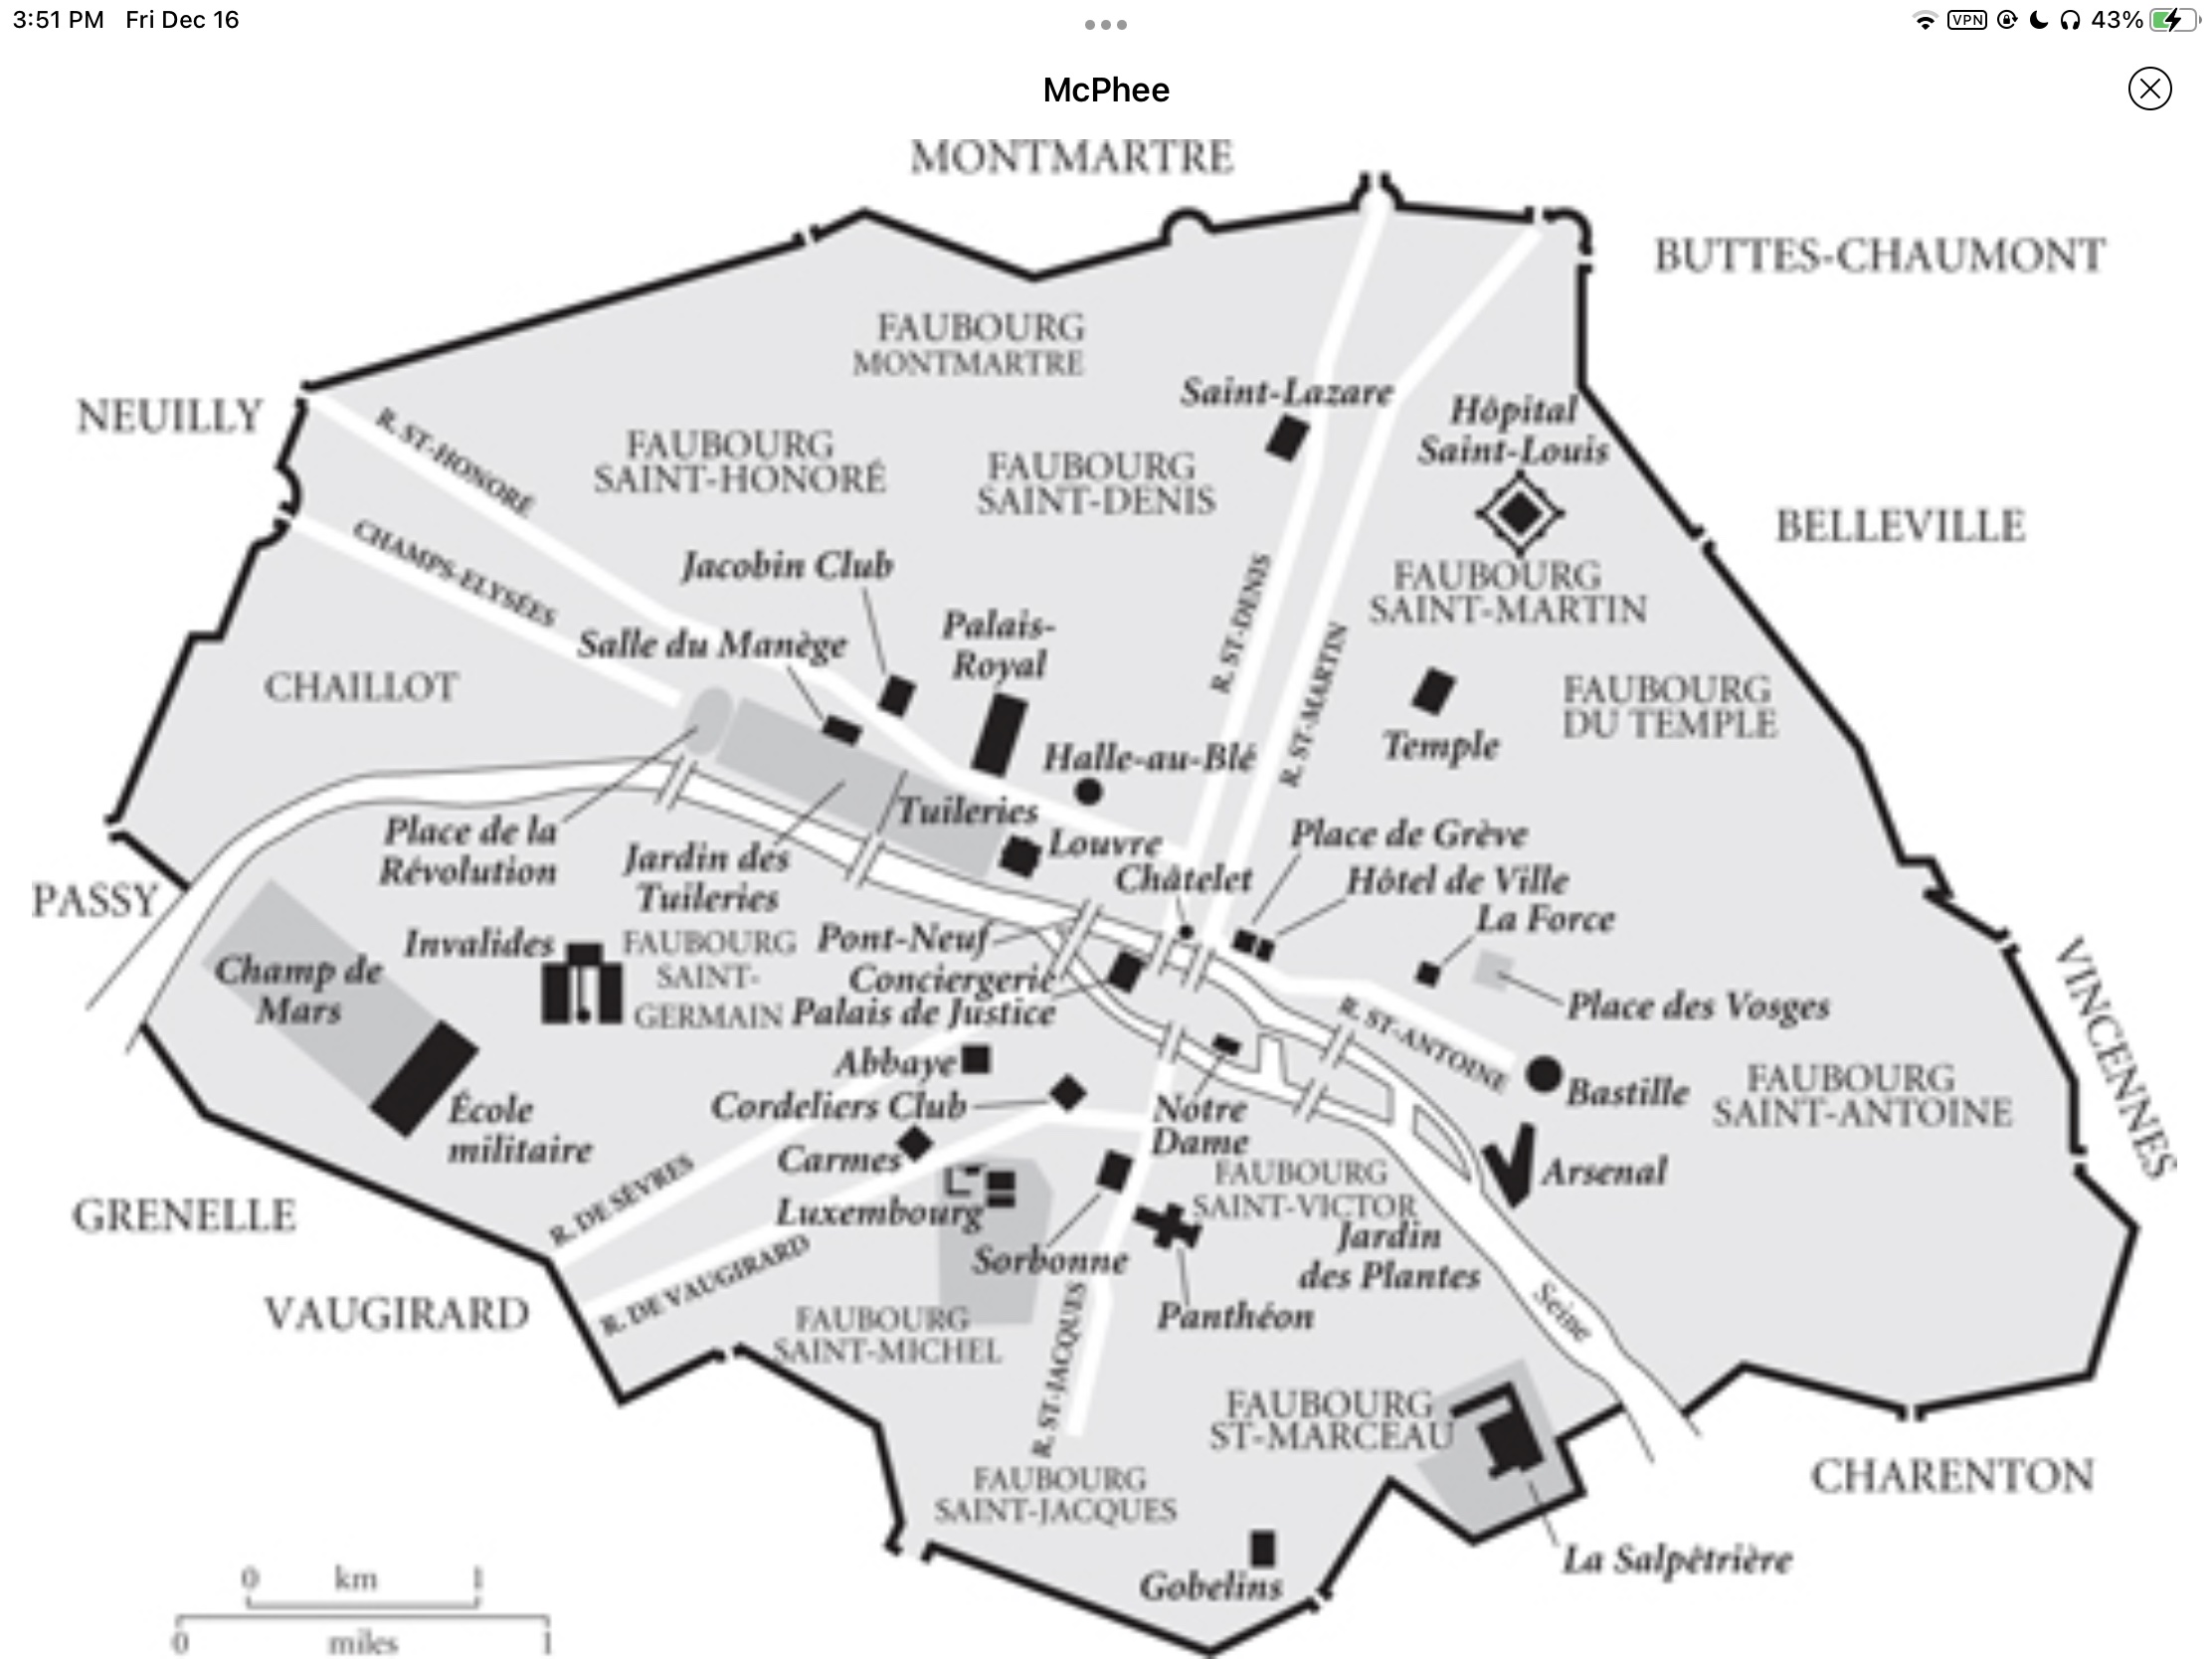 3:51 PM Fri Dec 16
VPN 43%
McPhee
MONTMARTRE
BUTTES-CHAUMONT
FAUBOURG
MONTMARTRE
Saint-Lazare
NEUILLY
R. ST-HONORÉ
FAUBOURG
SAINT-HONORÉ
FAUBOURG
SAINT-DENIS
Hôpital
Saint-Louis
BELLEVILLE
CHAMPS-ELYSÉES
Jacobin Club
FAUBOURG
SAINT-MARTIN
R. ST-DENIS
R. ST-MARTIN
Salle du Manège
Palais-
Royal
CHAILLOT
FAUBOURG
DU TEMPLE
Temple
Halle-au-Blé
Tuileries
Place de la
Révolution
Jardin des
Tuileries
Louvre
Châtelet
Place de Grève
Hôtel de Ville
La Force
PASSY
Invalides
FAUBOURG
SAINT-
GERMAIN
Pont-Neuf
Conciergerie
Palais de Justice
Champ de
Mars
Place des Vosges
VINCENNES
R. ST-ANTOINE
Abbaye
Cordeliers Club
Bastille
FAUBOURG
SAINT-ANTOINE
École
militaire
Notre
Dame
Carmes
Arsenal
R. DE SÈVRES
FAUBOURG
SAINT-VICTOR
GRENELLE
Luxembourg
Sorbonne
Jardin
des Plantes
R. DE VAUGIRARD
VAUGIRARD
Panthéon
Seine
FAUBOURG
SAINT-MICHEL
R. ST-JACQUES
FAUBOURG
ST-MARCEAU
FAUBOURG
SAINT-JACQUES
CHARENTON
La Salpêtrière
Gobelins
0 km 1
0 miles 1